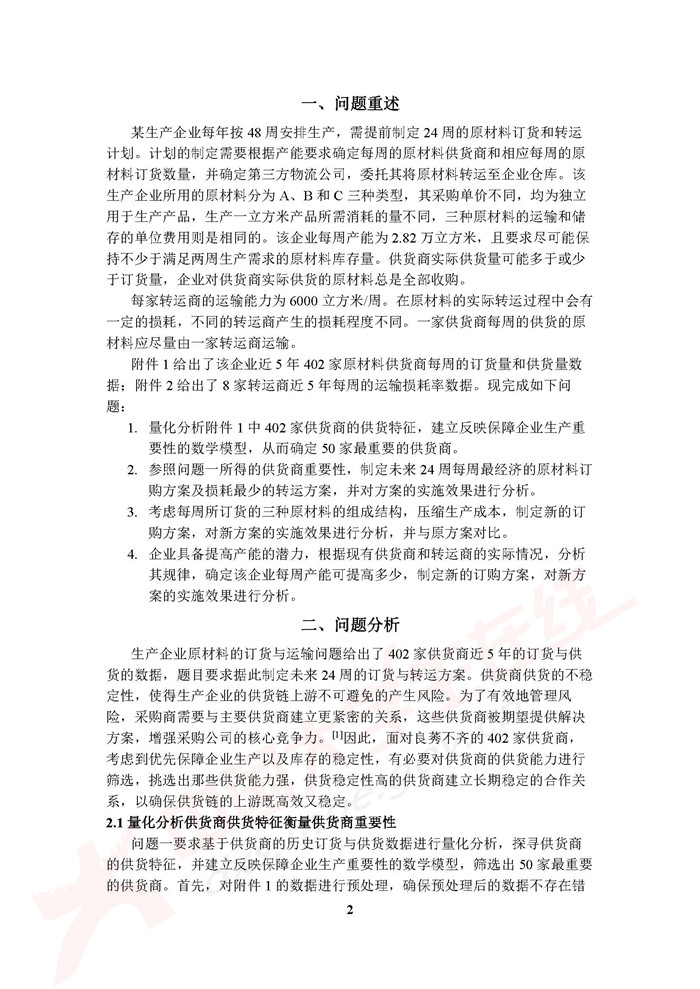 一、问题重述
某生产企业每年按 48 周安排生产，需提前制定 24 周的原材料订货和转运
计划。计划的制定需要根据产能要求确定每周的原材料供货商和相应每周的原
材料订货数量，并确定第三方物流公司，委托其将原材料转运至企业仓库。该
生产企业所用的原材料分为 A、B 和 C 三种类型，其采购单价不同，均为独立
用于生产产品，生产一立方米产品所需消耗的量不同，三种原材料的运输和储
存的单位费用则是相同的。该企业每周产能为 2.82 万立方米，且要求尽可能保
持不少于满足两周生产需求的原材料库存量。供货商实际供货量可能多于或少
于订货量，企业对供货商实际供货的原材料总是全部收购。
每家转运商的运输能力为 6000 立方米/周。在原材料的实际转运过程中会有
一定的损耗，不同的转运商产生的损耗程度不同。一家供货商每周的供货的原
材料应尽量由一家转运商运输。
附件 1 给出了该企业近 5 年 402 家原材料供货商每周的订货量和供货量数
据；附件 2 给出了 8 家转运商近 5 年每周的运输损耗率数据。现完成如下问
题：
1. 量化分析附件 1 中 402 家供货商的供货特征，建立反映保障企业生产重
要性的数学模型，从而确定 50 家最重要的供货商。
2. 参照问题一所得的供货商重要性，制定未来 24 周每周最经济的原材料订
购方案及损耗最少的转运方案，并对方案的实施效果进行分析。
3. 考虑每周所订货的三种原材料的组成结构，压缩生产成本，制定新的订
购方案，对新方案的实施效果进行分析，并与原方案对比。
4. 企业具备提高产能的潜力，根据现有供货商和转运商的实际情况，分析
其规律，确定该企业每周产能可提高多少，制定新的订购方案，对新方
案的实施效果进行分析。
二、问题分析
生产企业原材料的订货与运输问题给出了 402 家供货商近 5 年的订货与供
货的数据，题目要求据此制定未来 24 周的订货与转运方案。供货商供货的不稳
定性，使得生产企业的供货链上游不可避免的产生风险。为了有效地管理风
险，采购商需要与主要供货商建立更紧密的关系，这些供货商被期望提供解决
方案，增强采购公司的核心竞争力。[1]因此，面对良莠不齐的 402 家供货商，
考虑到优先保障企业生产以及库存的稳定性，有必要对供货商的供货能力进行
筛选，挑选出那些供货能力强，供货稳定性高的供货商建立长期稳定的合作关
系，以确保供货链的上游既高效又稳定。
2.1 量化分析供货商供货特征衡量供货商重要性
问题一要求基于供货商的历史订货与供货数据进行量化分析，探寻供货商
的供货特征，并建立反映保障企业生产重要性的数学模型，筛选出 50 家最重要
的供货商。首先，对附件 1 的数据进行预处理，确保预处理后的数据不存在错
2